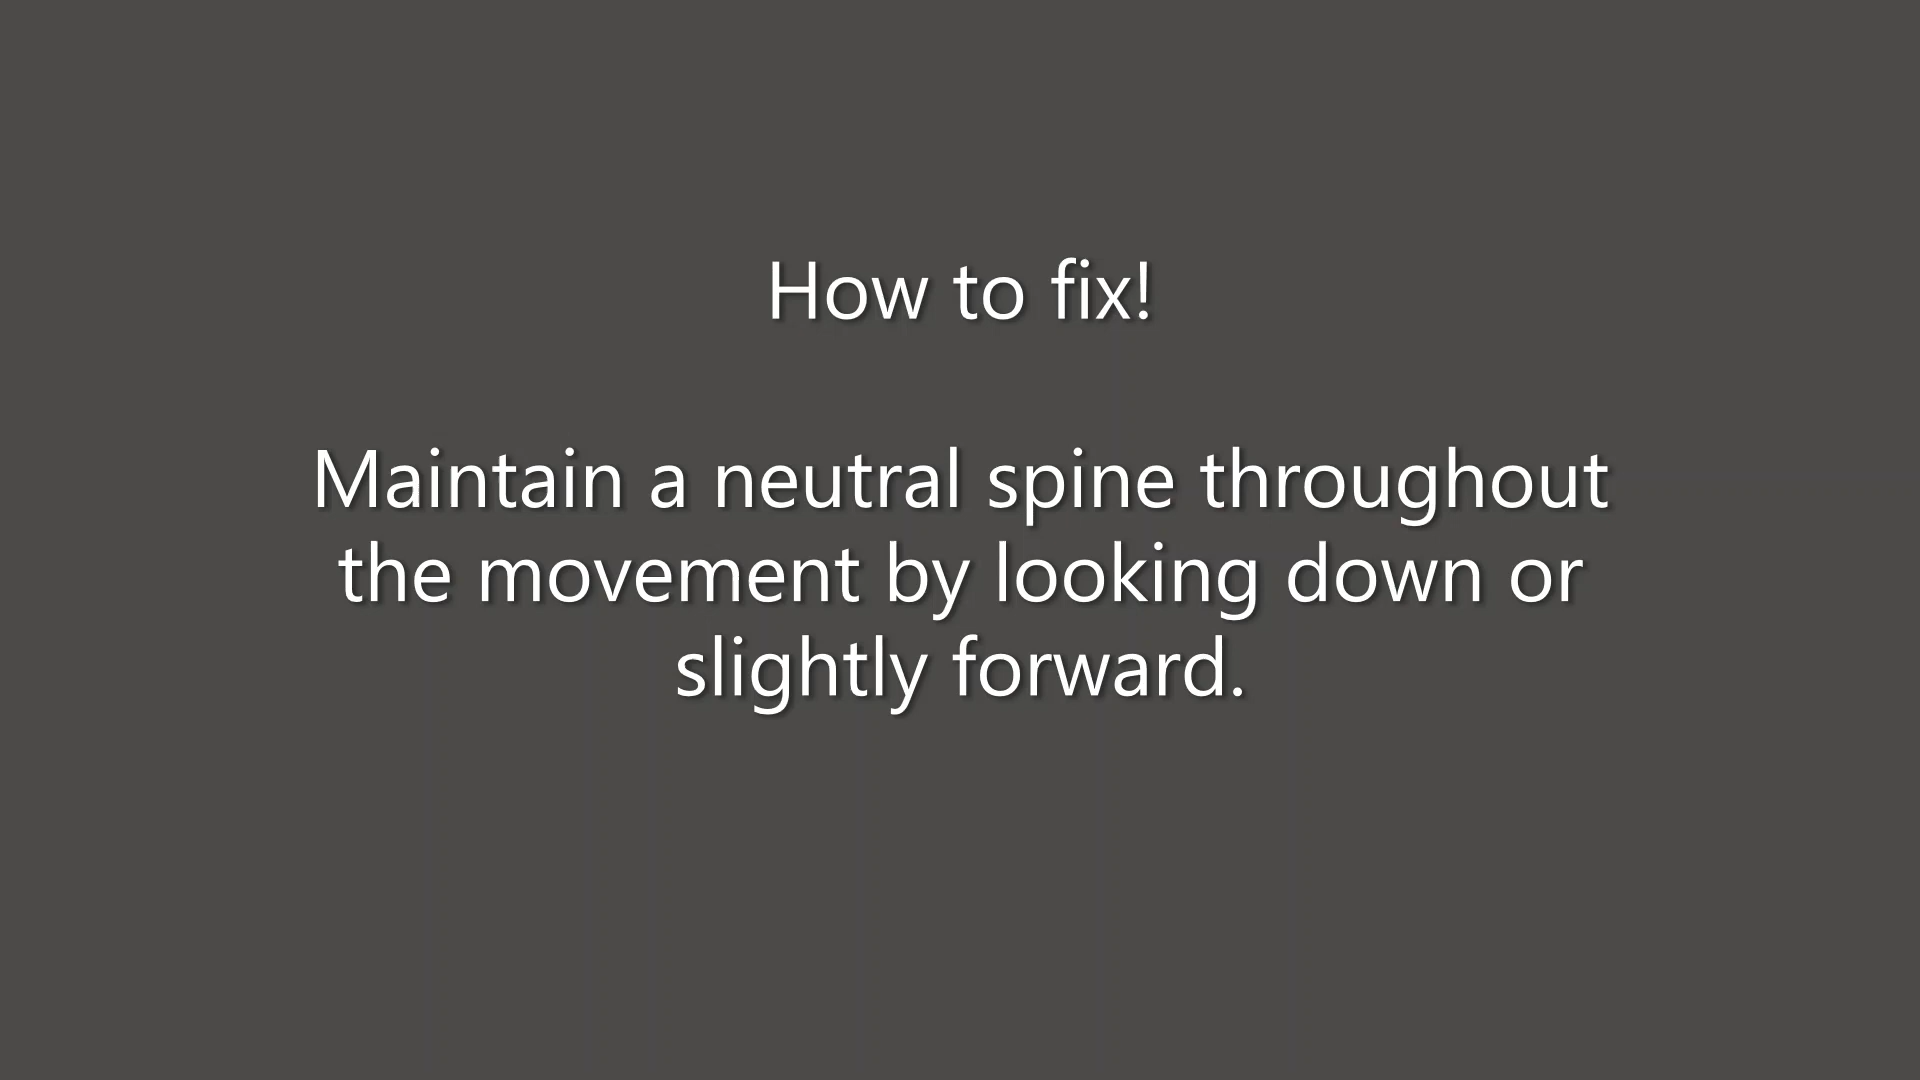 How to fix!
Maintain a neutral spine throughout
the movement by looking down or
slightly forward.